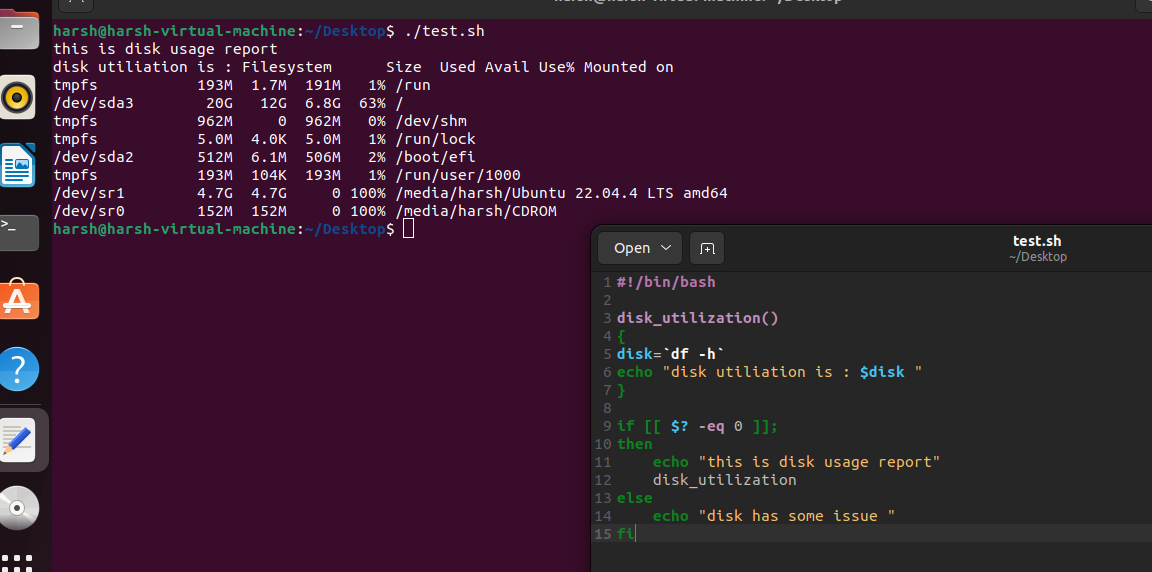 harsh@harsh-virtual-machine:~/Desktop$ ./test.sh
this is disk usage report
disk utiliation is : Filesystem      Size  Used Avail Use% Mounted on
tmpfs           193M  1.7M  191M   1% /run
/dev/sda3        20G   12G  6.8G  63% /
tmpfs           962M     0  962M   0% /dev/shm
tmpfs           5.0M  4.0K  5.0M   1% /run/lock
/dev/sda2       512M  6.1M  506M   2% /boot/efi
tmpfs           193M  104K  193M   1% /run/user/1000
/dev/sr1        4.7G  4.7G     0 100% /media/harsh/Ubuntu 22.04.4 LTS amd64
/dev/sr0        152M  152M     0 100% /media/harsh/CDROM
harsh@harsh-virtual-machine:~/Desktop$
Open
test.sh
~/Desktop
1 #!/bin/bash
2
3 disk_utilization()
4 {
5 disk=`df -h`
6 echo "disk utiliation is : $disk "
7 }
8
9 if [[ $? -eq 0 ]];
10 then
11     echo "this is disk usage report"
12     disk_utilization
13 else
14     echo "disk has some issue "
15 fi